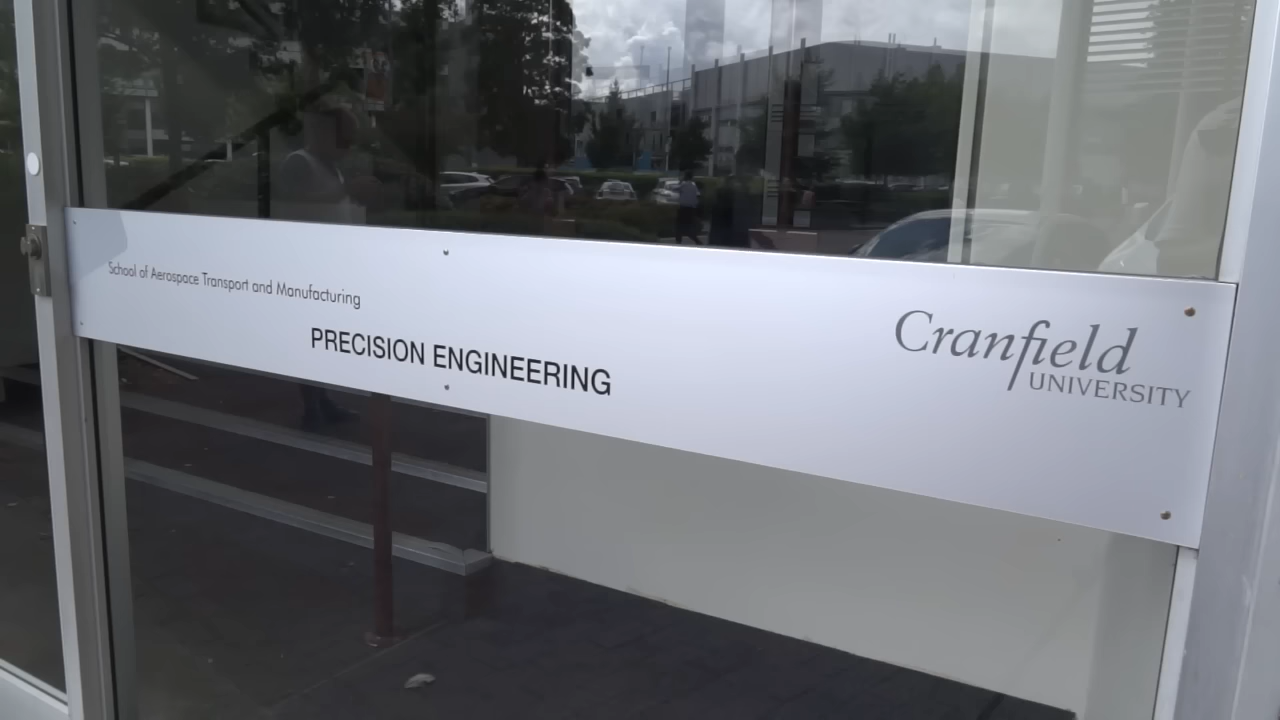 School of Aerospace Transport and Manufacturing
PRECISION ENGINEERING
Cranfield
UNIVERSITY